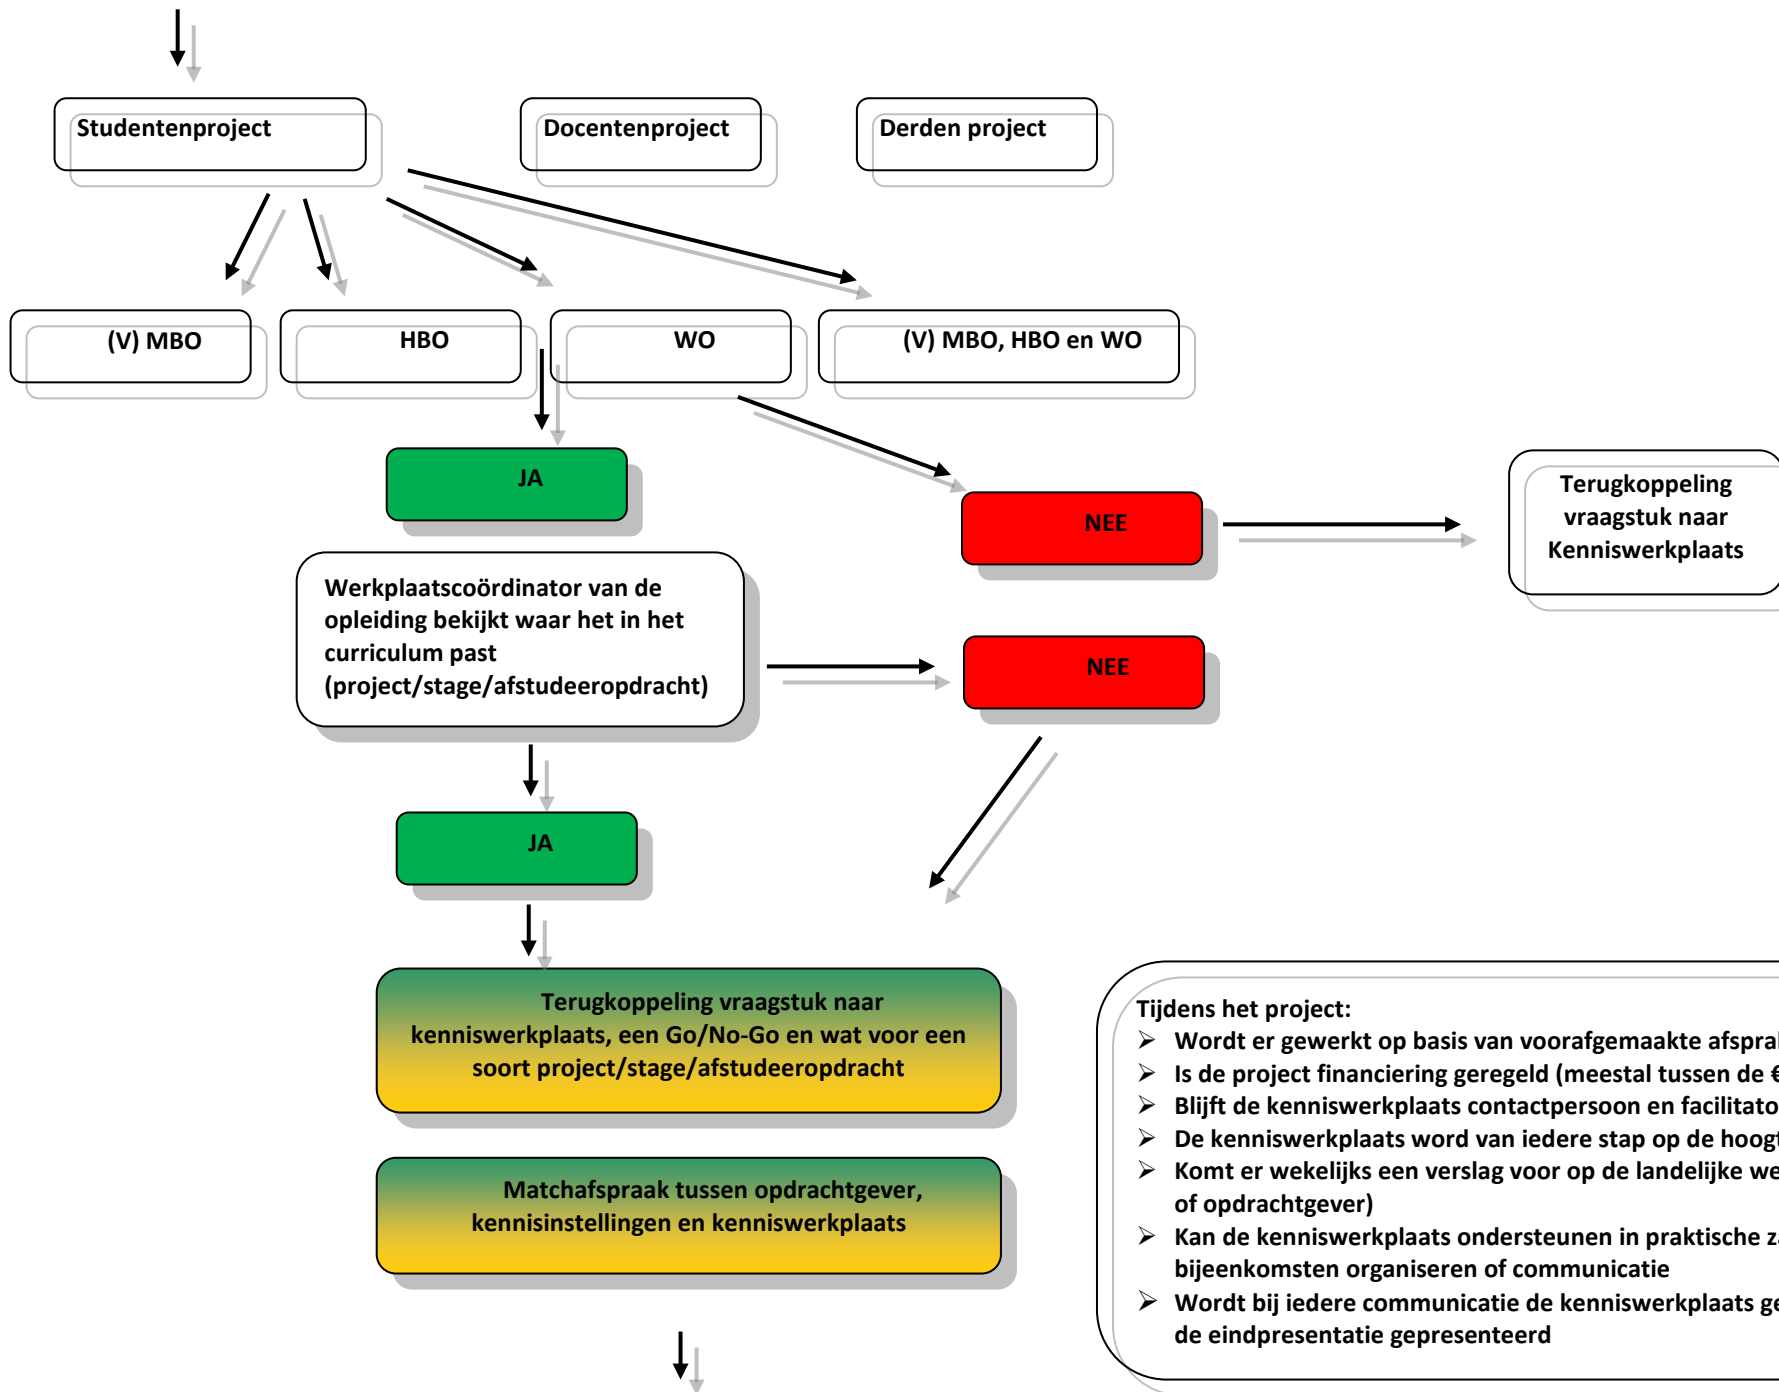 Studentenproject
Docentenproject
Derden project
(V) MBO
HBO
WO
(V) MBO, HBO en WO
JA
NEE
Terugkoppeling
vraagstuk naar
Kenniswerkplaats
Werkplaatscoördinator van de
opleiding bekijkt waar het in het
curriculum past
(project/stage/afstudeeropdracht)
NEE
JA
Terugkoppeling vraagstuk naar
kenniswerkplaats, een Go/No-Go en wat voor een
soort project/stage/afstudeeropdracht
Matchafspraak tussen opdrachtgever,
kennisinstellingen en kenniswerkplaats
Tijdens het project:
➢ Wordt er gewerkt op basis van voorafgemaakte
➢ Is de project financiering geregeld (meestal tussen de €
➢ Blijft de kenniswerkplaats contactpersoon en
➢ De kenniswerkplaats word van iedere stap op de
➢ Komt er wekelijks een verslag voor op de landelijke
of opdrachtgever)
➢ Kan de kenniswerkplaats ondersteunen in praktische
bijeenkomsten organiseren of communicatie
➢ Wordt bij iedere communicatie de kenniswerkplaats
de eindpresentatie gepresenteerd